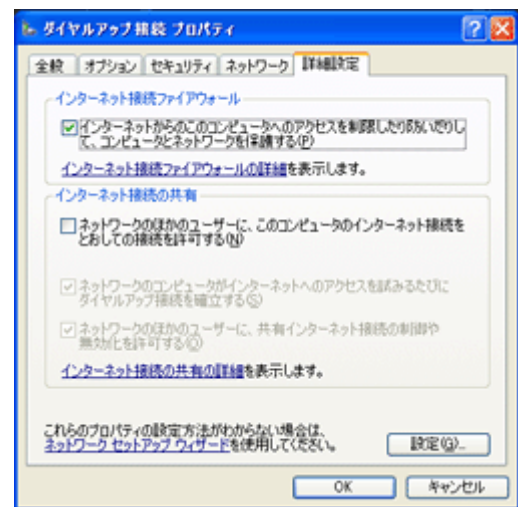 ダイヤルアップ接続 プロパティ
全般 オプション セキュリティ ネットワーク 詳細設定
インターネット接続ファイアウォール
インターネットからのこのコンピュータへのアクセスを制限したり防いだりし
て、コンピュータとネットワークを保護する(P)
インターネット接続ファイアウォールの詳細を表示します。
インターネット接続の共有
ネットワークのほかのユーザーに、このコンピュータのインターネット接続を
とおしての接続を許可する(N)
ネットワークのコンピュータがインターネットへのアクセスを試みるたびに
ダイヤルアップ接続を確立する(S)
ネットワークのほかのユーザーに、共有インターネット接続の制御や
無効化を許可する(O)
インターネット接続の共有の詳細を表示します。
これらのプロパティの設定方法がわからない場合は、
ネットワーク セットアップ ウィザードを使用してください。
設定(G)...
OK キャンセル